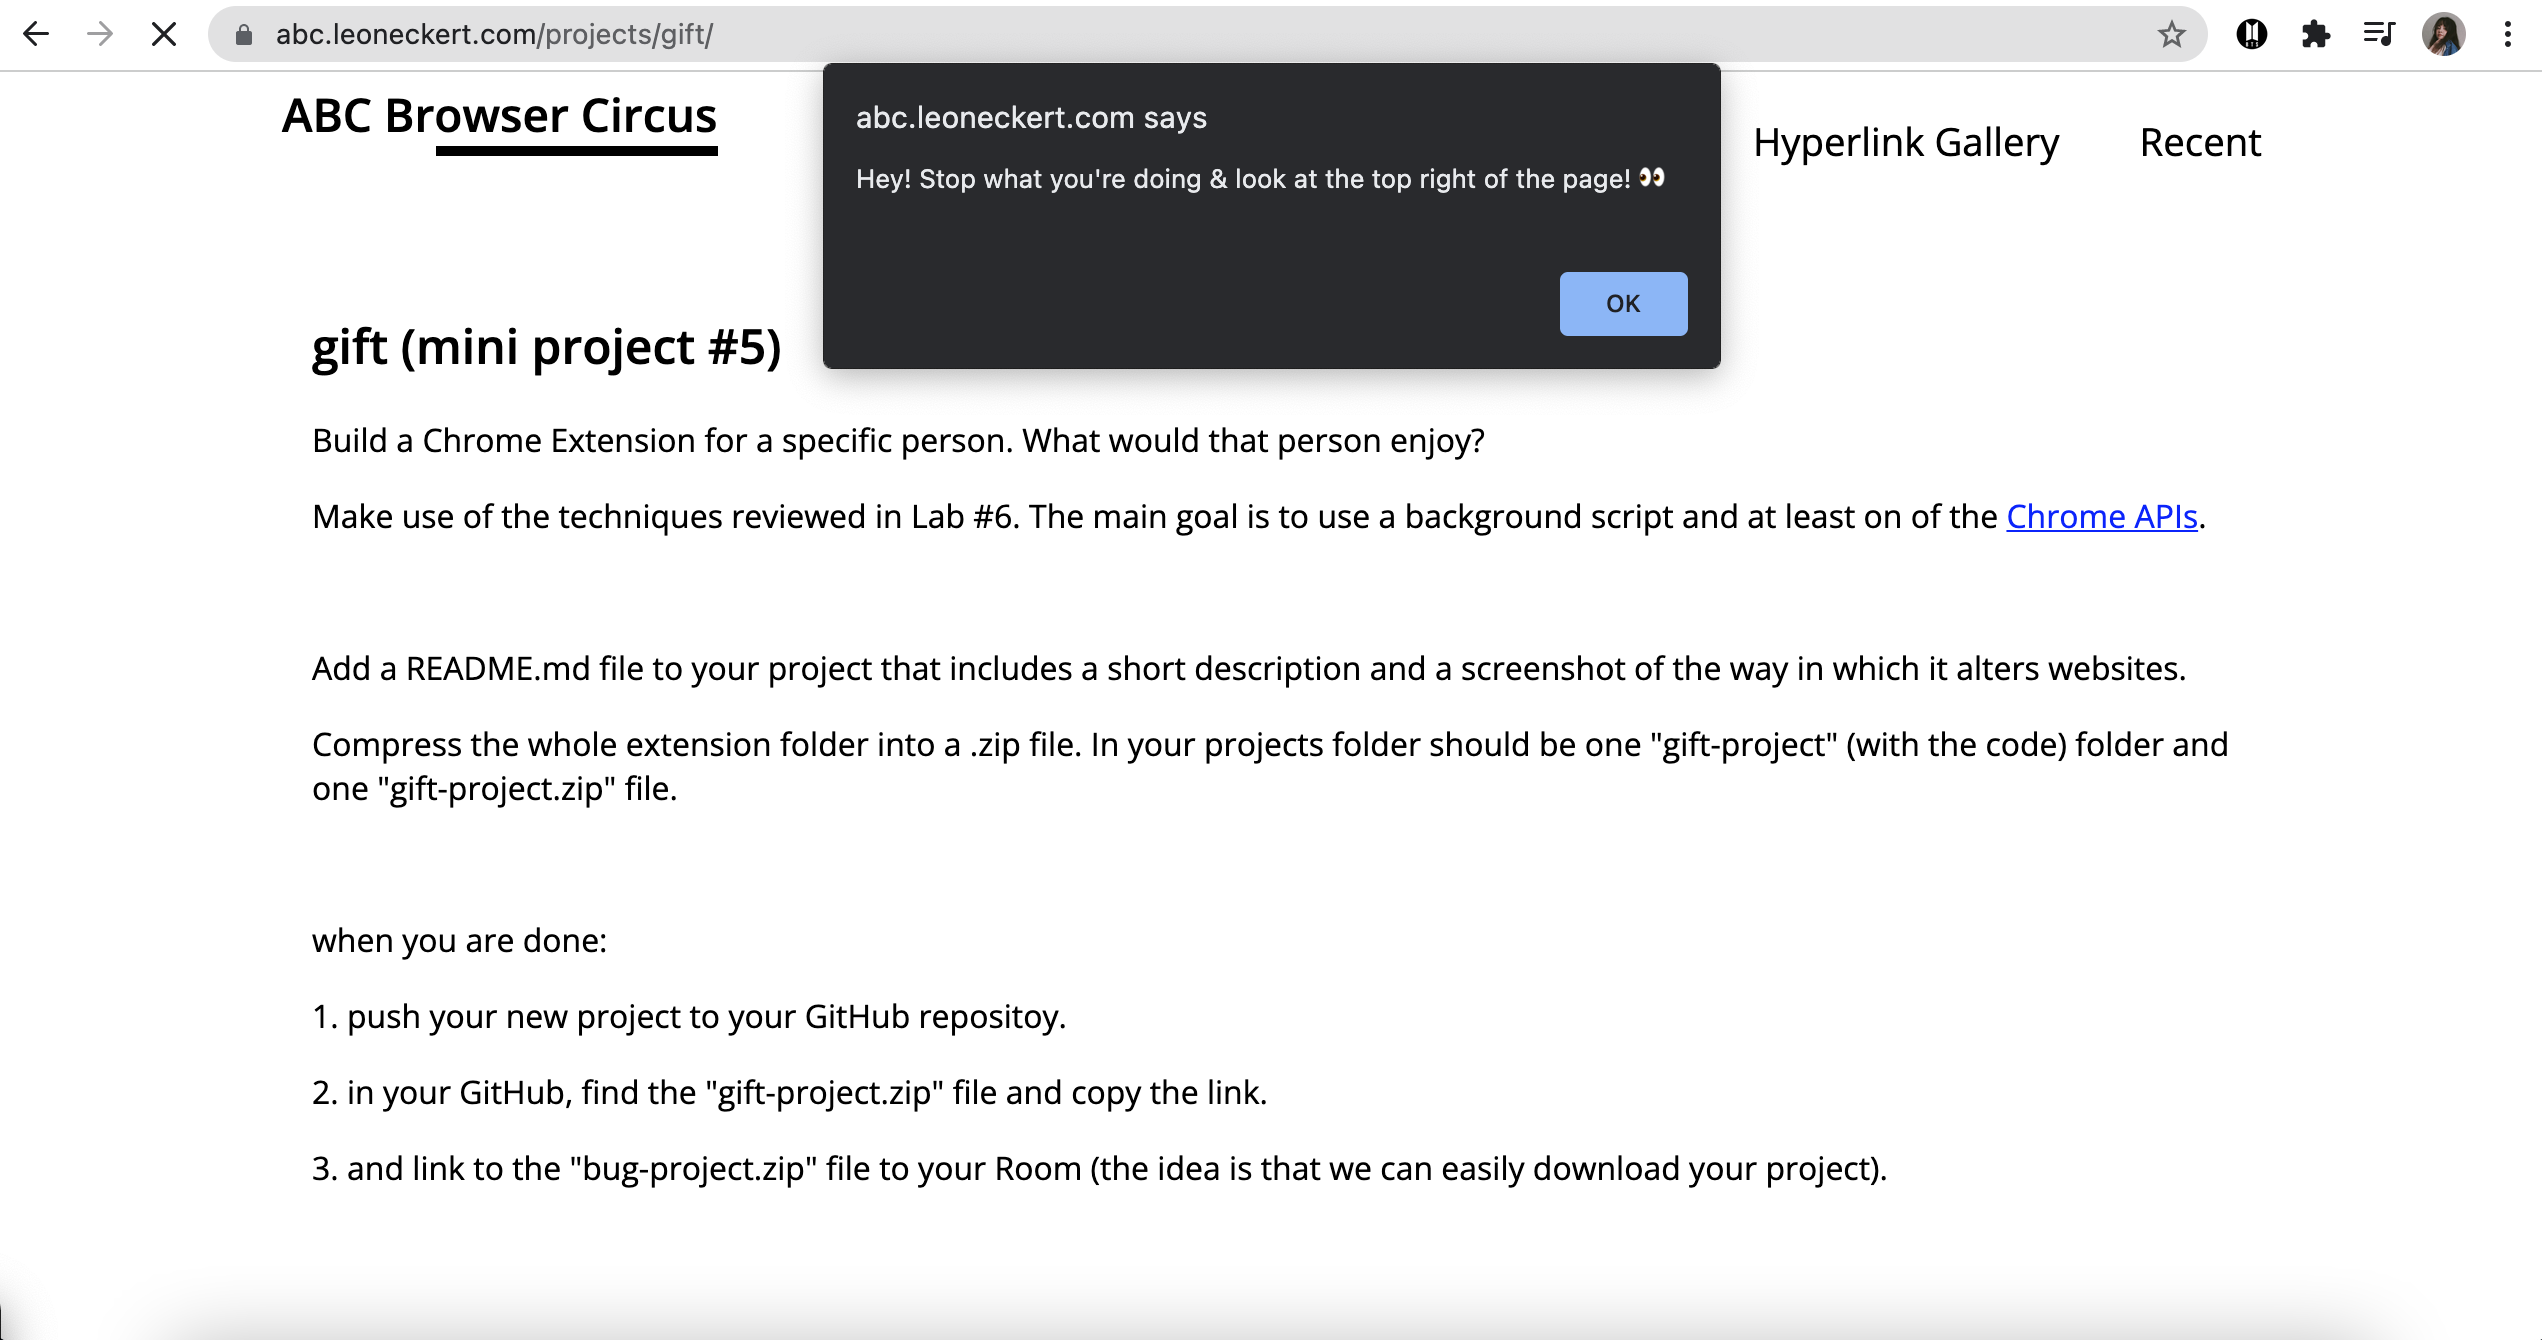 abc.leoneckert.com/projects/gift/
ABC Browser Circus
abc.leoneckert.com says
Hey! Stop what you're doing & look at the top right of the page! 👀
OK
Hyperlink Gallery
Recent
gift (mini project #5)
Build a Chrome Extension for a specific person. What would that person enjoy?
Make use of the techniques reviewed in Lab #6. The main goal is to use a background script and at least on of the Chrome APIs.
Add a README.md file to your project that includes a short description and a screenshot of the way in which it alters websites.
Compress the whole extension folder into a .zip file. In your projects folder should be one "gift-project" (with the code) folder and
one "gift-project.zip" file.
when you are done:
1. push your new project to your GitHub repositoy.
2. in your GitHub, find the "gift-project.zip" file and copy the link.
3. and link to the "bug-project.zip" file to your Room (the idea is that we can easily download your project).